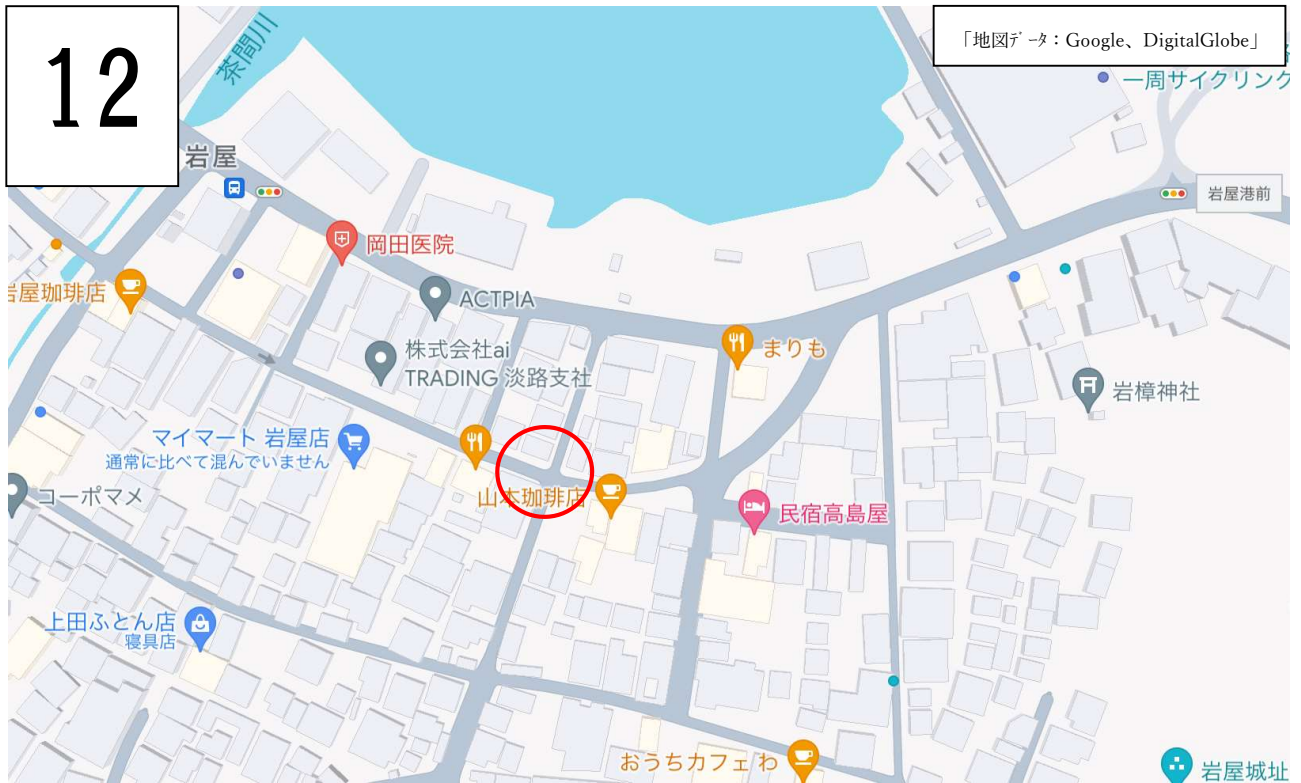 12
「地図データ：Google、DigitalGlobe」
茶間川
一周サイクリング
岩屋
岩屋港前
岡田医院
岩屋珈琲店
ACTPIA
まりも
株式会社ai
TRADING 淡路支社
岩樟神社
マイマート 岩屋店
通常に比べて混んでいません
コーポマメ
山本珈琲店
民宿高島屋
上田ふとん店
寝具店
おうちカフェ わ
岩屋城址